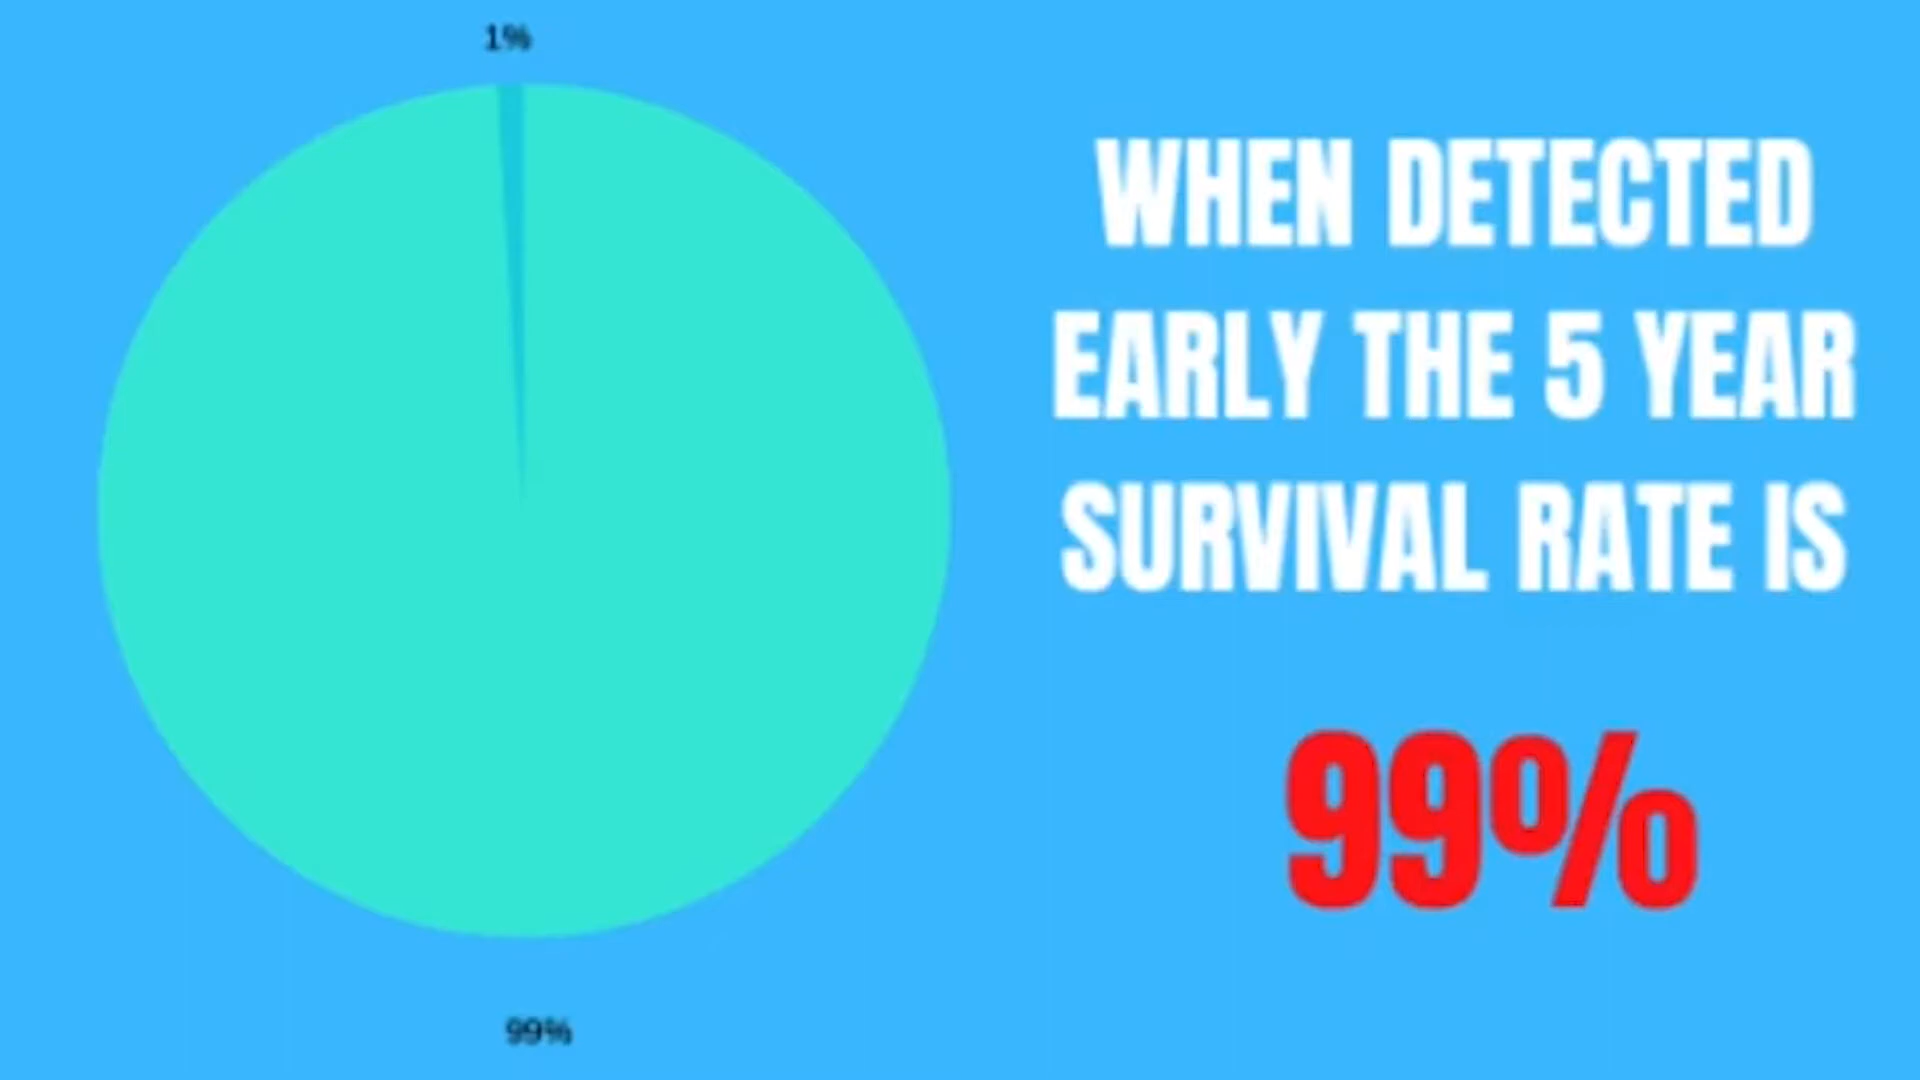 1%
WHEN DETECTED
EARLY THE 5 YEAR
SURVIVAL RATE IS
99%
99%